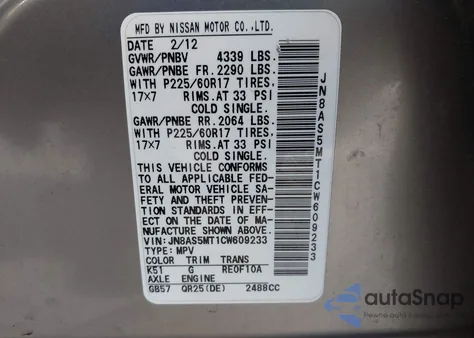 MFD BY NISSAN MOTOR CO.,LTD.
DATE 2/12
GVWR/PNBV 4339 LBS.
GAWR/PNBE FR. 2290 LBS.
WITH P225/60R17 TIRES.
17×7 RIMS. AT 33 PSI
COLD SINGLE.
GAWR/PNBE RR. 2064 LBS.
WITH P225/60R17 TIRES.
17×7 RIMS. AT 33 PSI
COLD SINGLE.
THIS VEHICLE CONFORMS
TO ALL APPLICABLE FED-
ERAL MOTOR VEHICLE SA-
FETY AND THEFT PREVEN-
TION STANDARDS IN EFF-
ECT ON THE DATE OF MA-
NUFACTURE SHOWN ABOVE.
VIN: JN8AS5MT1CW609233
TYPE: MPV
COLOR TRIM TRANS
K51 G RE0F10A
AXLE ENGINE
GB57 QR25(DE) 2488CC
JN8AS5MT1CW609233
autoSnap